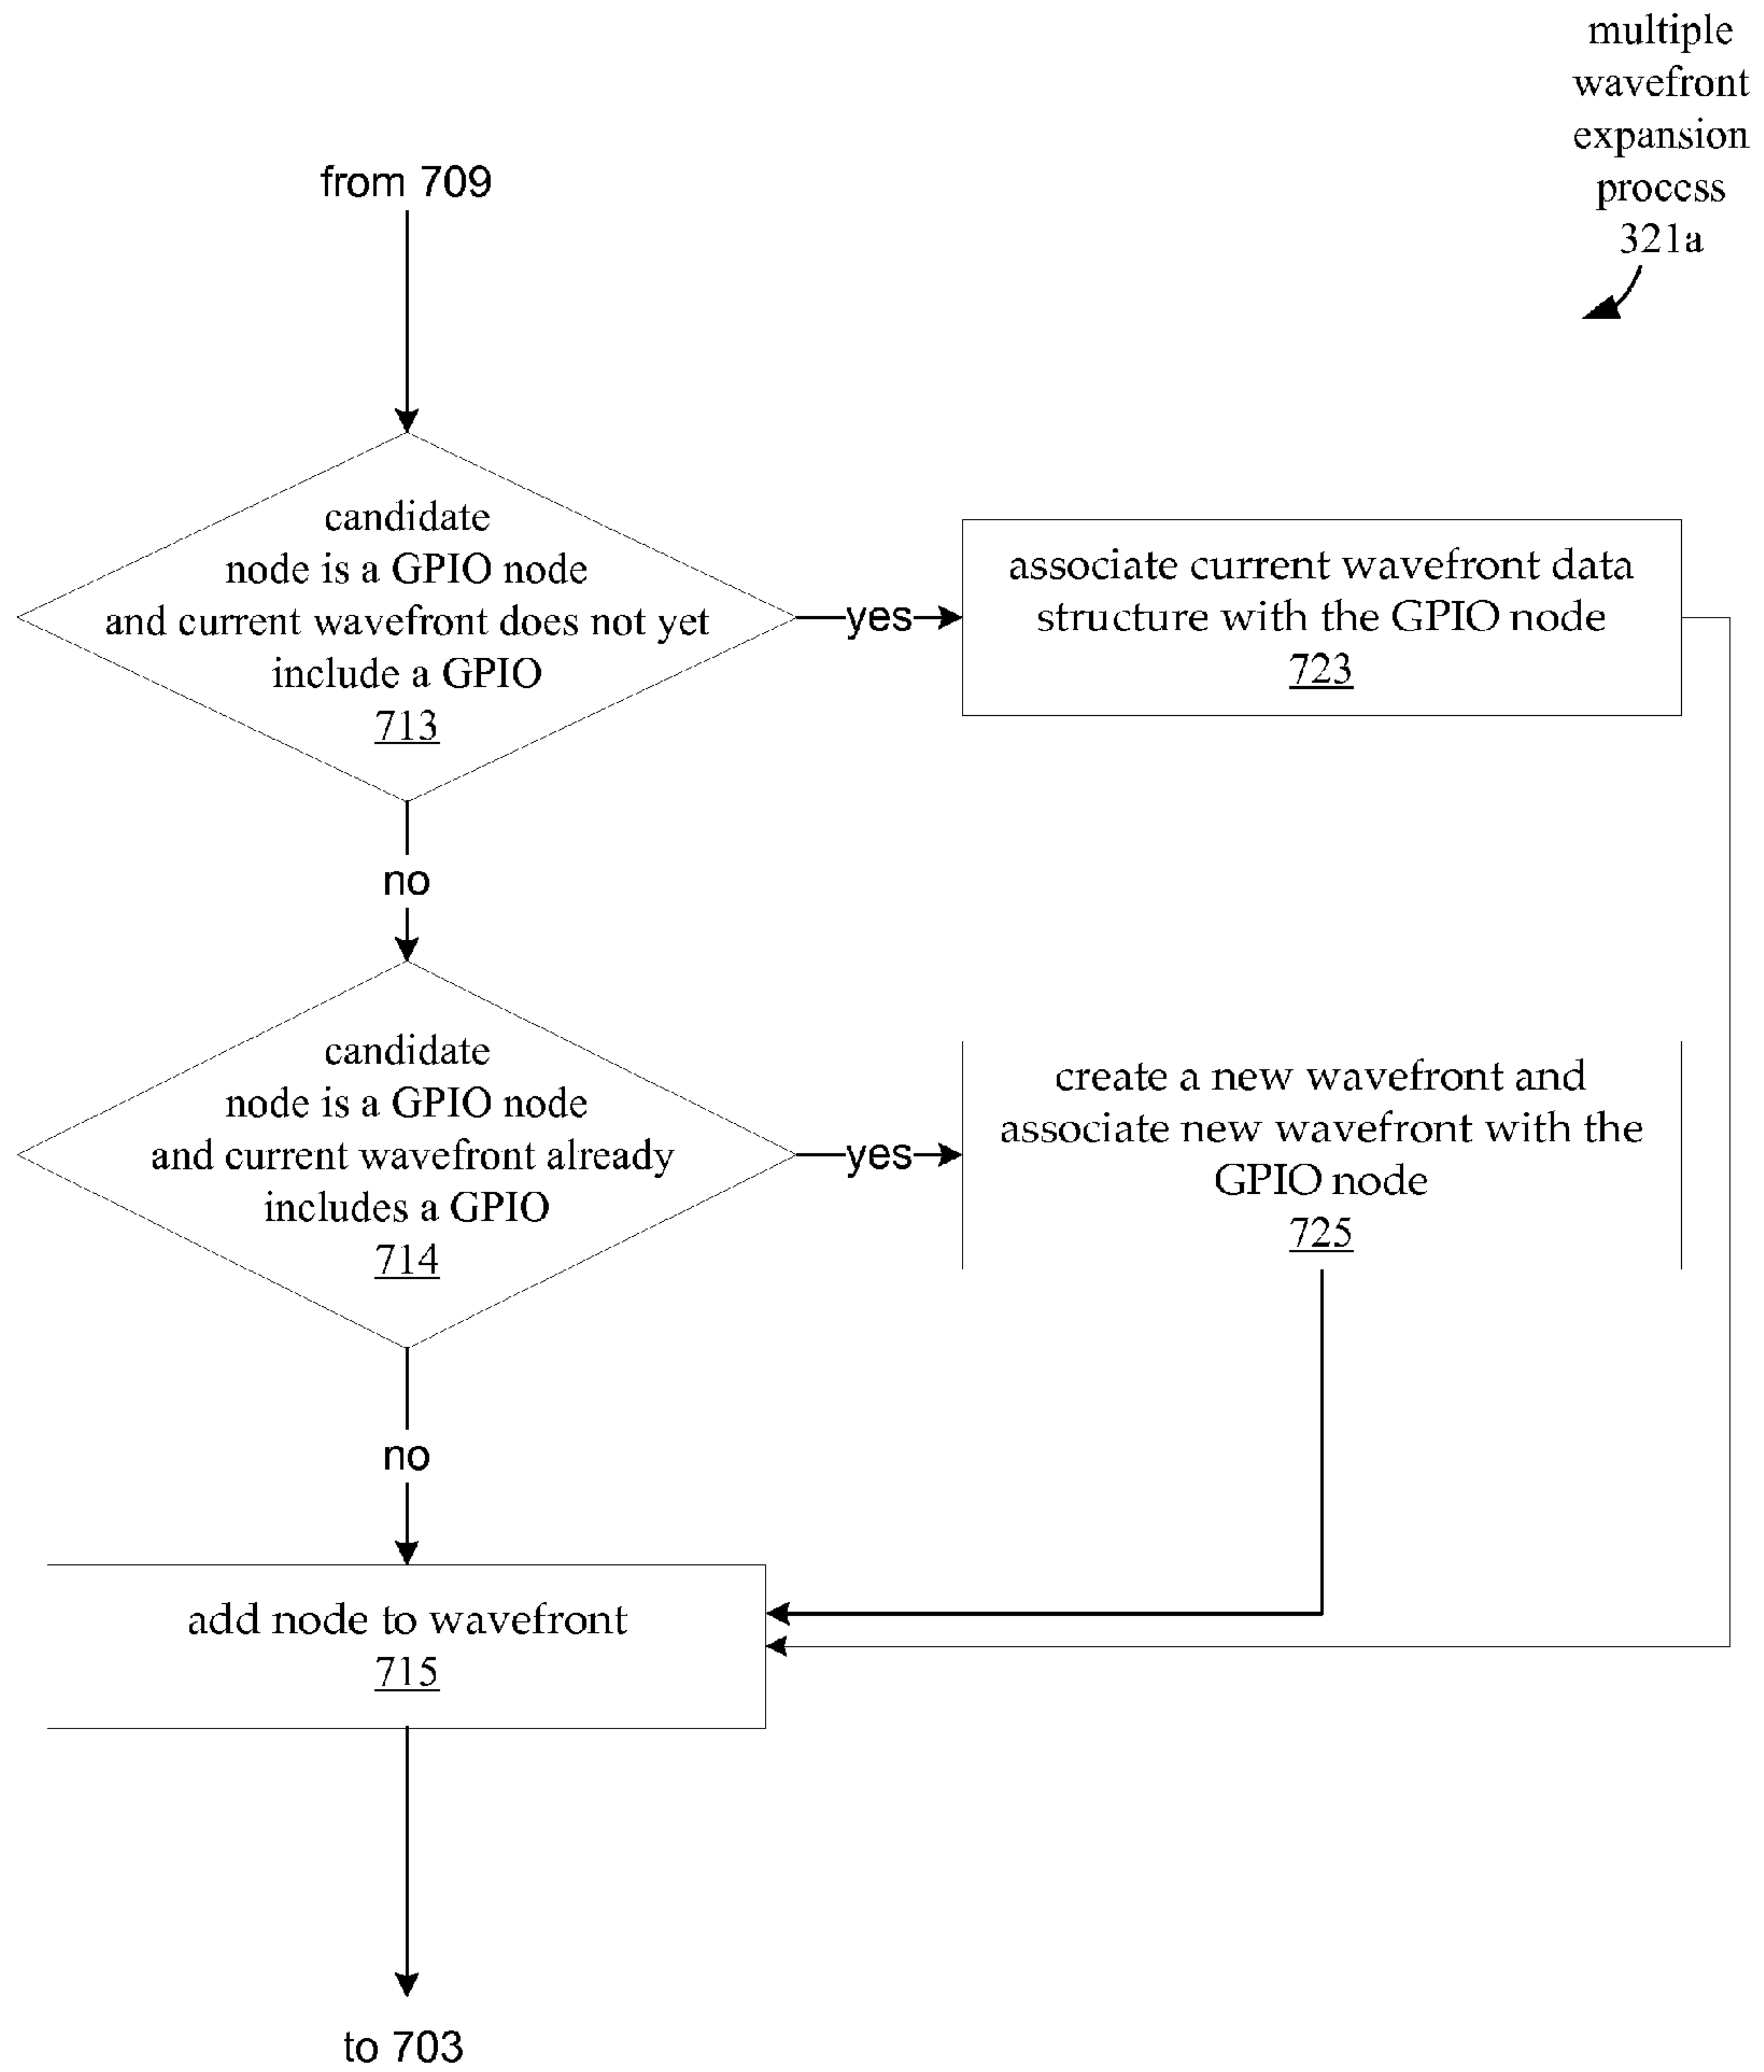 multiple
wavefront
expansion
process
321a
from 709
candidate
node is a GPIO node
and current wavefront does not yet
include a GPIO
713
yes
associate current wavefront data
structure with the GPIO node
723
no
candidate
node is a GPIO node
and current wavefront already
includes a GPIO
714
yes
create a new wavefront and
associate new wavefront with the
GPIO node
725
no
add node to wavefront
715
to 703